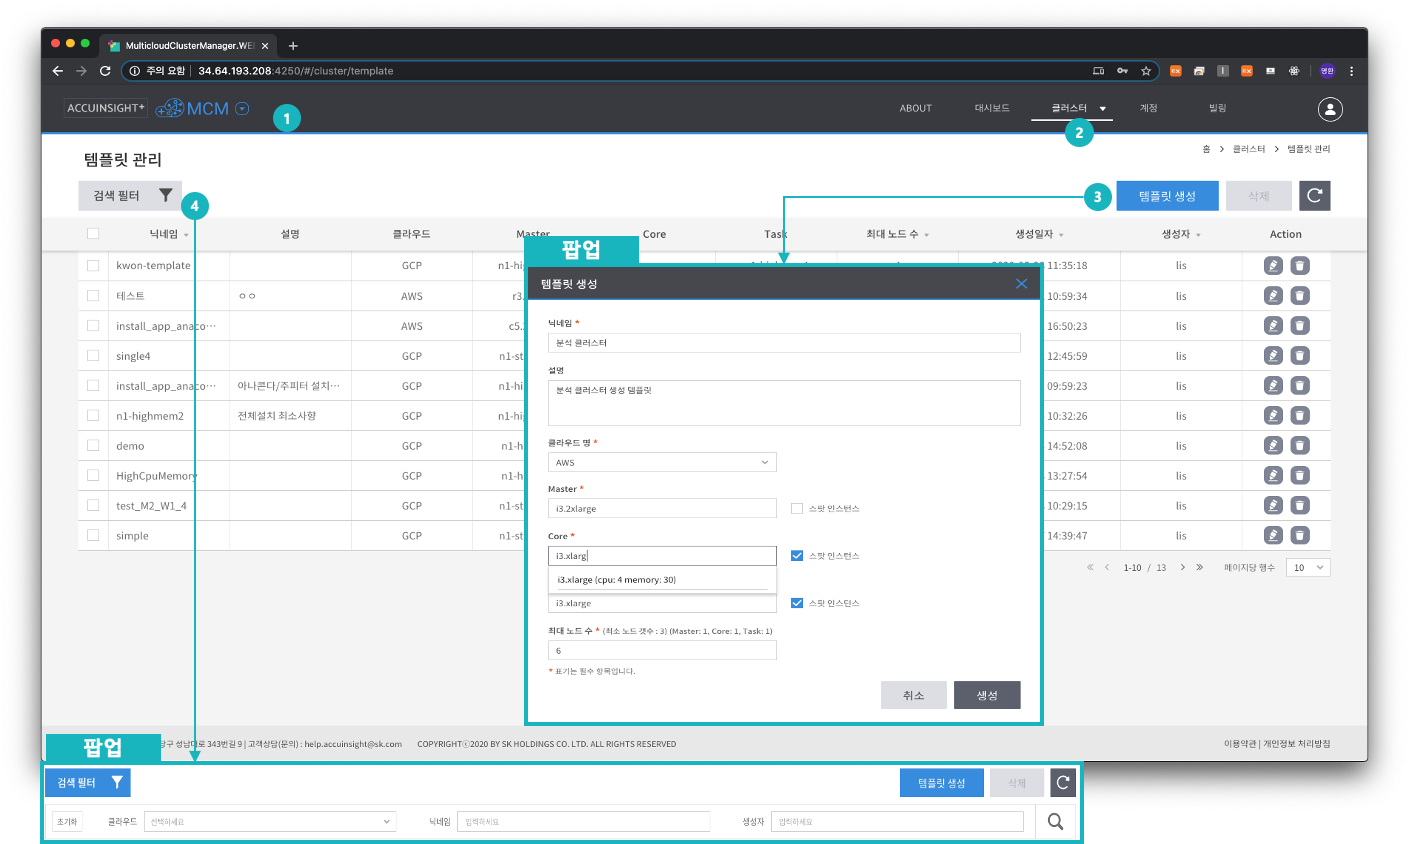 MulticloudClusterManager.WE
주의 요함 | 34.64.193.208:4250/#/cluster/template
영환
ACCUINSIGHT+ MCM
ABOUT 대시보드 클러스터 계정 빌링
1
2
홈 > 클러스터 > 템플릿 관리
템플릿 관리
검색 필터
4
3
템플릿 생성 삭제
닉네임 설명 클라우드 Master Core Task 최대 노드 수 생성일자 생성자 Action
kwon-template GCP n1-hi 11:35:18 lis
테스트 ㅇㅇ AWS r3. 10:59:34 lis
install_app_anaco··· AWS c5. 16:50:23 lis
single4 GCP n1-st 12:45:59 lis
install_app_anaco··· 아나콘다/주피터 설치··· GCP n1-hi 09:59:23 lis
n1-highmem2 전체설치 최소사항 GCP n1-hi 10:32:26 lis
demo GCP n1-h 14:52:08 lis
HighCpuMemory GCP n1-h 13:27:54 lis
test_M2_W1_4 GCP n1-st 10:29:15 lis
simple GCP n1-st 14:39:47 lis
1-10 / 13 페이지당 행수 10
팝업
템플릿 생성
닉네임 *
분석 클러스터
설명
분석 클러스터 생성 템플릿
클라우드 명 *
AWS
Master *
i3.2xlarge 스팟 인스턴스
Core *
i3.xlarg 스팟 인스턴스
i3.xlarge (cpu: 4 memory: 30)
i3.xlarge 스팟 인스턴스
최대 노드 수 * (최소 노드 갯수 : 3) (Master: 1, Core: 1, Task: 1)
6
* 표기는 필수 항목입니다.
취소 생성
당구 성남대로 343번길 9 | 고객상담(문의) : help.accuinsight@sk.com COPYRIGHTⓒ2020 BY SK HOLDINGS CO. LTD. ALL RIGHTS RESERVED
이용약관 | 개인정보 처리방침
팝업
검색 필터
템플릿 생성 삭제
초기화 클라우드 선택하세요 닉네임 입력하세요 생성자 입력하세요